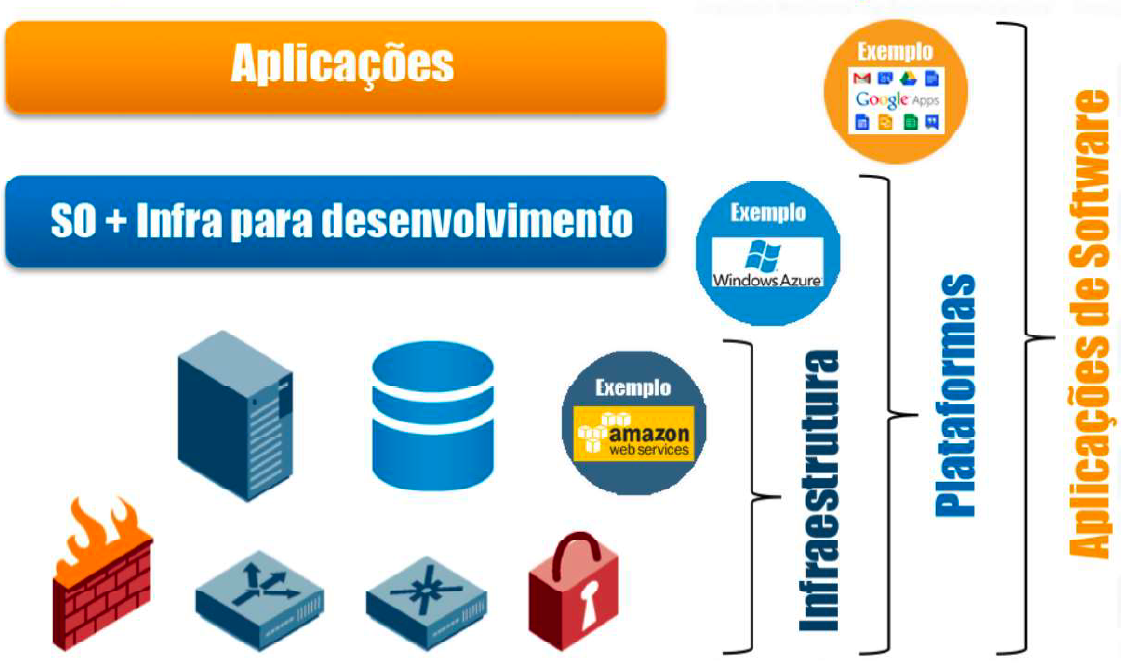 Aplicações
Exemplo
Google Apps
SO + Infra para desenvolvimento
Exemplo
Windows Azure
Exemplo
amazon
web services
Infraestrutura
Plataformas
Aplicações de Software